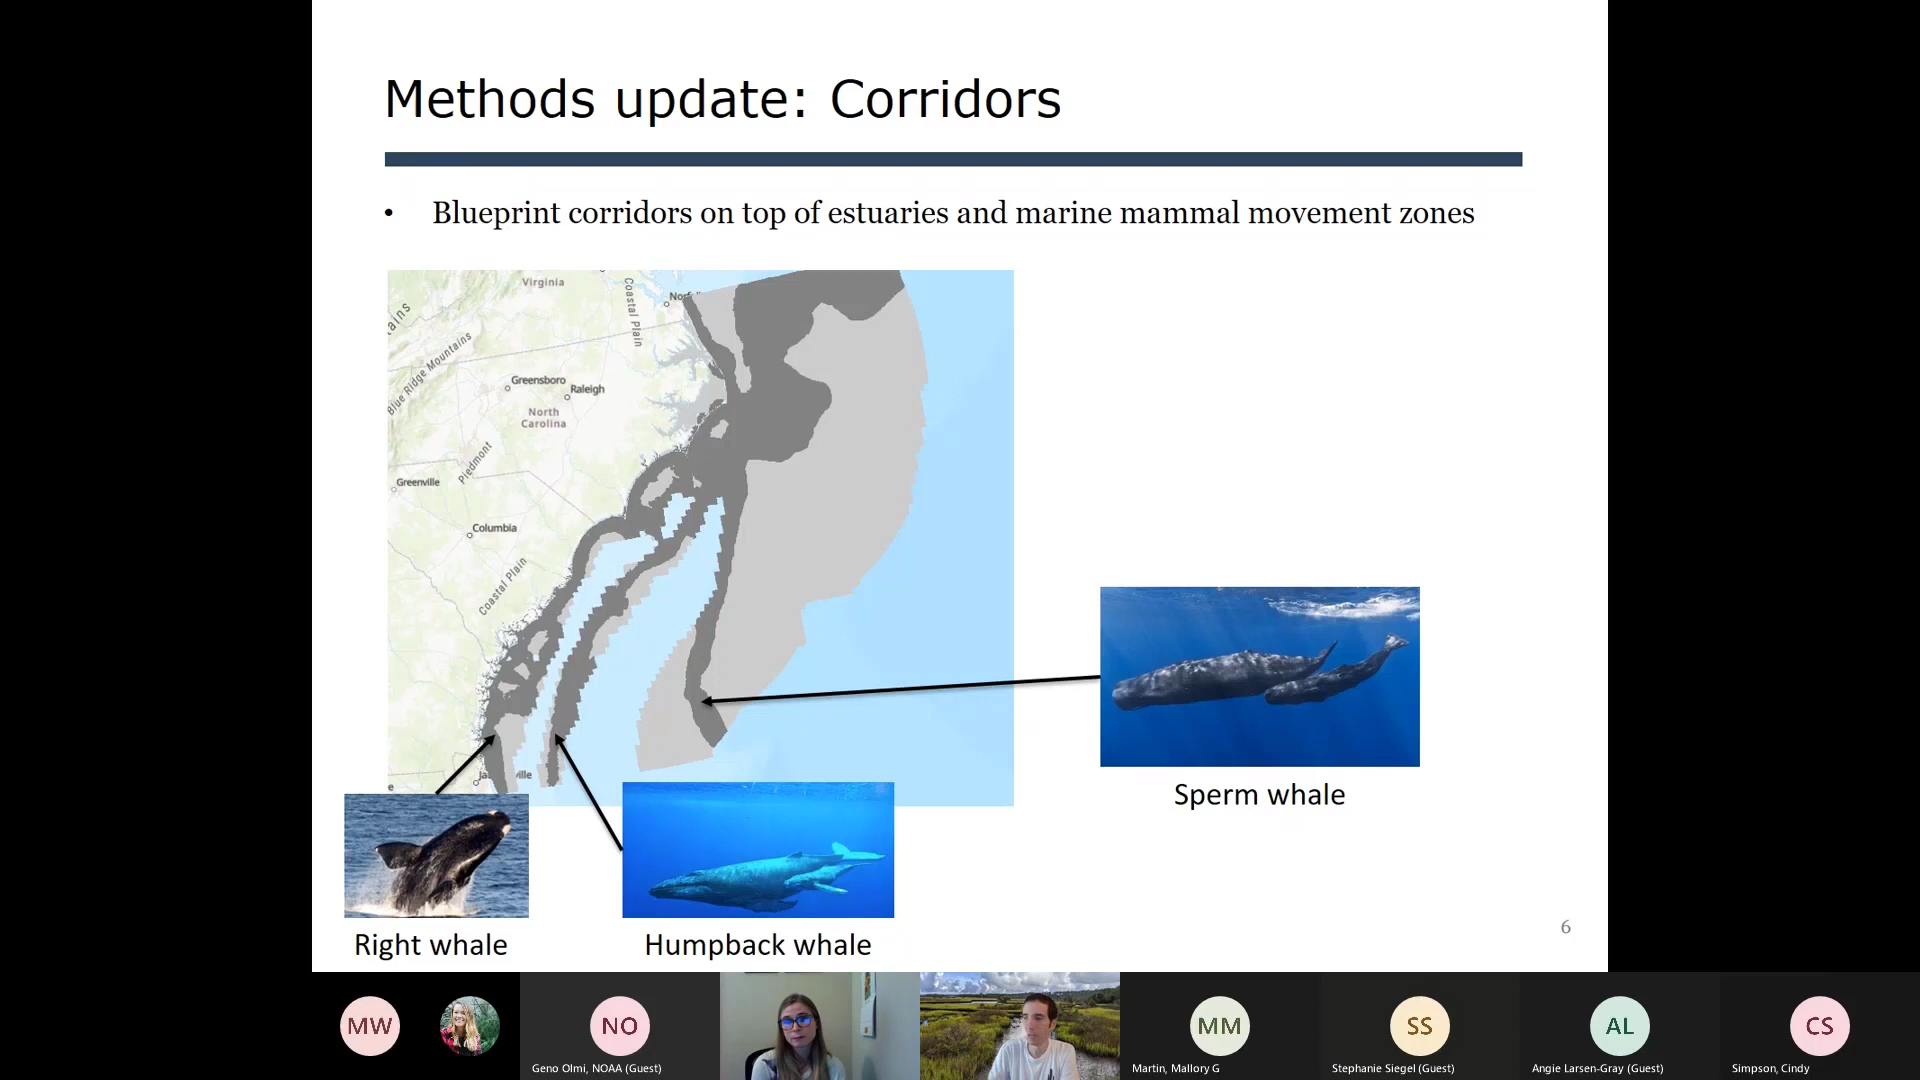 Methods update: Corridors
• Blueprint corridors on top of estuaries and marine mammal movement zones
Virginia
Coastal Plain
Blue Ridge Mountains
Greensboro
Raleigh
North
Carolina
Piedmont
Greenville
Columbia
Coastal Plain
Sperm whale
Right whale
Humpback whale
6
MW
NO
MM
SS
AL
CS
Geno Olmi, NOAA (Guest)
Martin, Mallory G
Stephanie Siegel (Guest)
Angie Larsen-Gray (Guest)
Simpson, Cindy